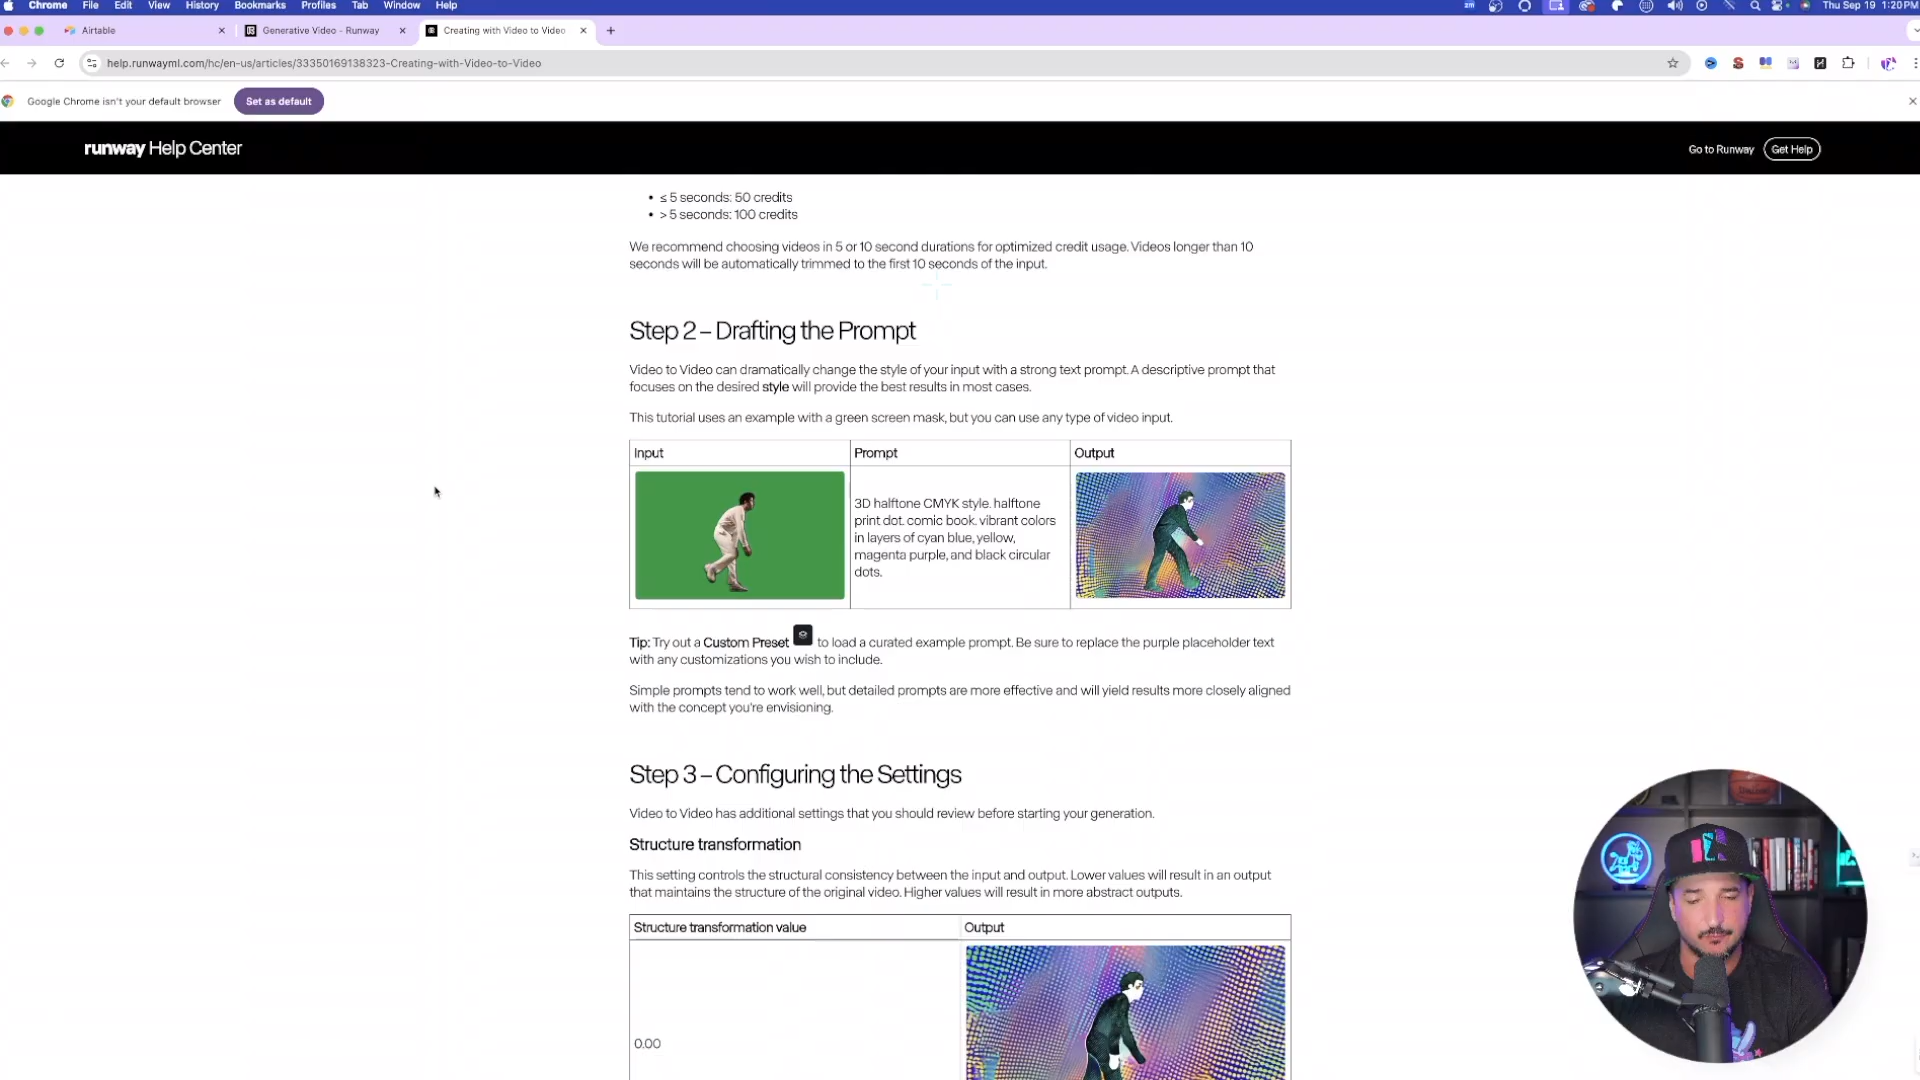 Chrome File Edit View History Bookmarks Profiles Tab Window Help
zm
Thu Sep 19 1:20 PM
Airtable
Generative Video - Runway
Creating with Video to Video
help.runwayml.com/hc/en-us/articles/33350169138323-Creating-with-Video-to-Video
Google Chrome isn't your default browser
Set as default
runway Help Center
Go to Runway
Get Help
• ≤ 5 seconds: 50 credits
• > 5 seconds: 100 credits
We recommend choosing videos in 5 or 10 second durations for optimized credit usage. Videos longer than 10
seconds will be automatically trimmed to the first 10 seconds of the input.
Step 2 – Drafting the Prompt
Video to Video can dramatically change the style of your input with a strong text prompt. A descriptive prompt that
focuses on the desired style will provide the best results in most cases.
This tutorial uses an example with a green screen mask, but you can use any type of video input.
Input
Prompt
Output
3D halftone CMYK style. halftone
print dot. comic book. vibrant colors
in layers of cyan blue, yellow,
magenta purple, and black circular
dots.
Tip: Try out a Custom Preset to load a curated example prompt. Be sure to replace the purple placeholder text
with any customizations you wish to include.
Simple prompts tend to work well, but detailed prompts are more effective and will yield results more closely aligned
with the concept you're envisioning.
Step 3 – Configuring the Settings
Video to Video has additional settings that you should review before starting your generation.
Structure transformation
This setting controls the structural consistency between the input and output. Lower values will result in an output
that maintains the structure of the original video. Higher values will result in more abstract outputs.
Structure transformation value
Output
0.00